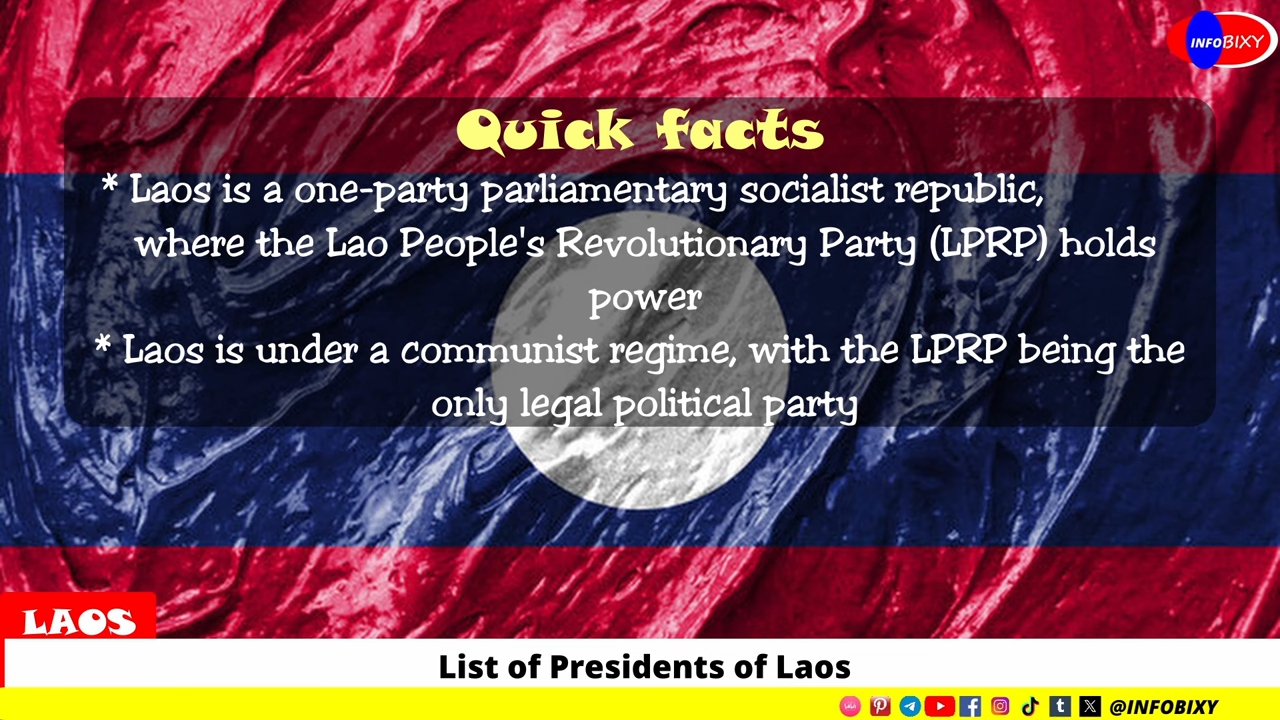 INFOBIXY
Quick facts
* Laos is a one-party parliamentary socialist republic,
where the Lao People's Revolutionary Party (LPRP) holds
power
* Laos is under a communist regime, with the LPRP being the
only legal political party
LAOS
List of Presidents of Laos
@INFOBIXY